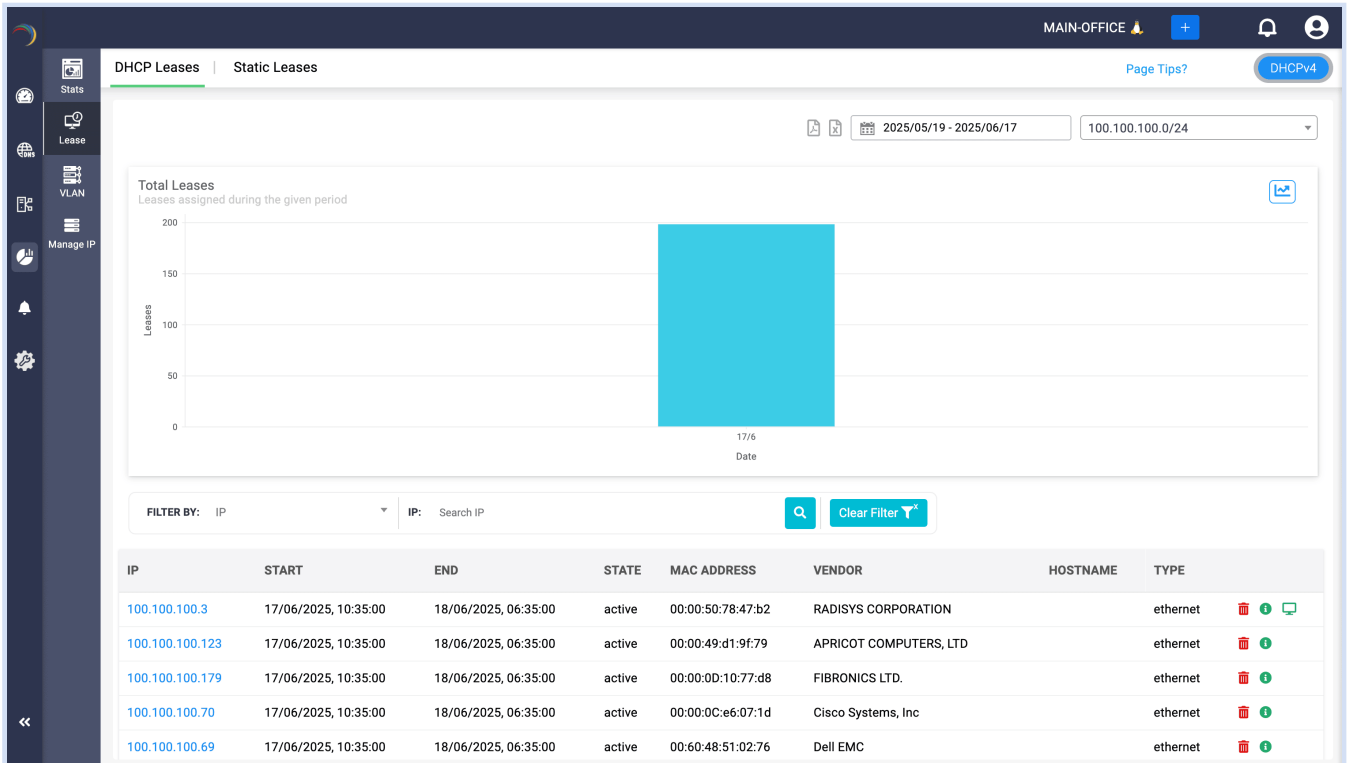 MAIN-OFFICE
DHCP Leases | Static Leases Page Tips? DHCPv4
Stats
Lease
DNS
VLAN
Manage IP
2025/05/19 - 2025/06/17 100.100.100.0/24
Total Leases
Leases assigned during the given period
200
150
100
50
0
Leases
17/6
Date
FILTER BY: IP IP: Search IP Clear Filter
IP START END STATE MAC ADDRESS VENDOR HOSTNAME TYPE
100.100.100.3 17/06/2025, 10:35:00 18/06/2025, 06:35:00 active 00:00:50:78:47:b2 RADISYS CORPORATION ethernet
100.100.100.123 17/06/2025, 10:35:00 18/06/2025, 06:35:00 active 00:00:49:d1:9f:79 APRICOT COMPUTERS, LTD ethernet
100.100.100.179 17/06/2025, 10:35:00 18/06/2025, 06:35:00 active 00:00:0D:10:77:d8 FIBRONICS LTD. ethernet
100.100.100.70 17/06/2025, 10:35:00 18/06/2025, 06:35:00 active 00:00:0C:e6:07:1d Cisco Systems, Inc ethernet
100.100.100.69 17/06/2025, 10:35:00 18/06/2025, 06:35:00 active 00:60:48:51:02:76 Dell EMC ethernet